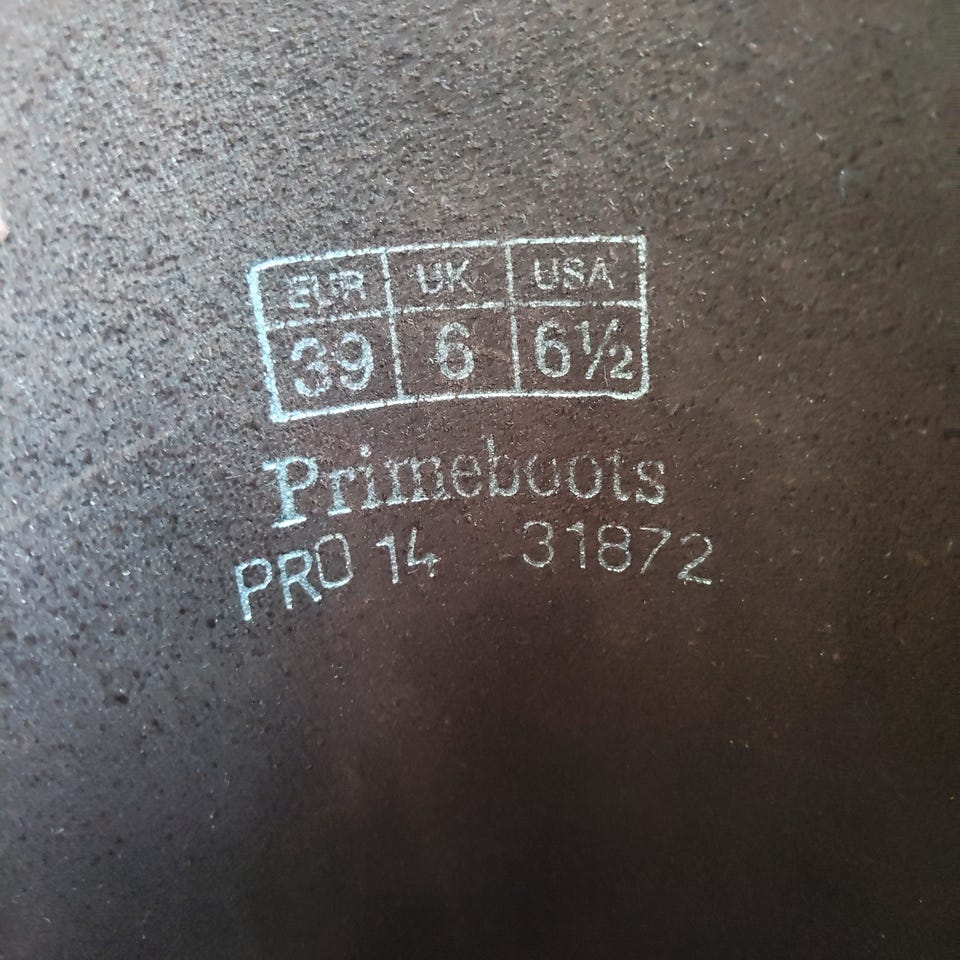 EUR UK USA
39 6 6½
Primeboots
PRO 14 31872